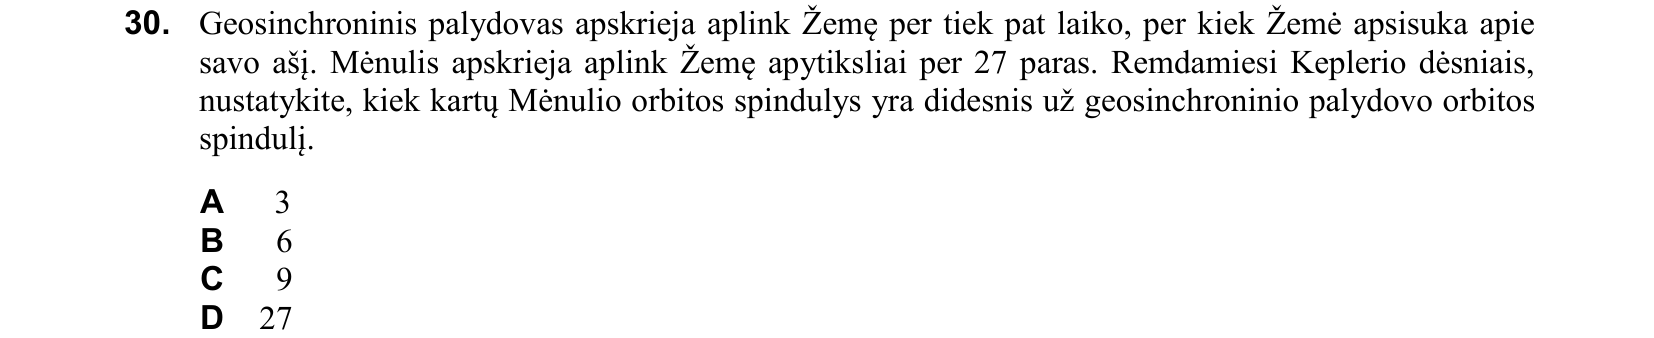 30. Geosinchroninis palydovas apskrieja aplink Žemę per tiek pat laiko, per kiek Žemė apsisuka apie
savo ašį. Mėnulis apskrieja aplink Žemę apytiksliai per 27 paras. Remdamiesi Keplerio dėsniais,
nustatykite, kiek kartų Mėnulio orbitos spindulys yra didesnis už geosinchroninio palydovo orbitos
spindulį.
A 3
B 6
C 9
D 27